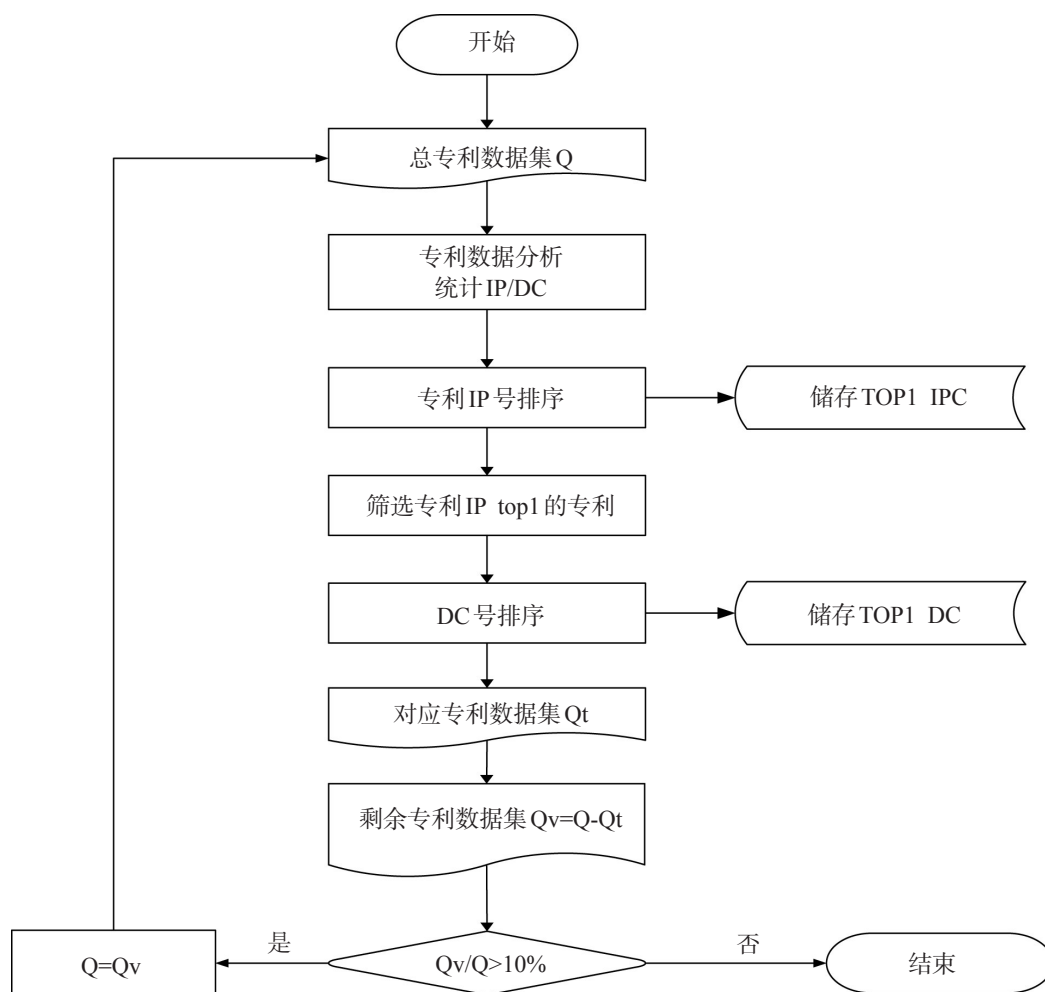 开始
总专利数据集Q
专利数据分析
统计IP/DC
专利IP号排序
储存TOP1 IPC
筛选专利IP top1的专利
DC号排序
储存TOP1 DC
对应专利数据集Qt
剩余专利数据集Qv=Q-Qt
是
否
Q=Qv
Qv/Q>10%
结束